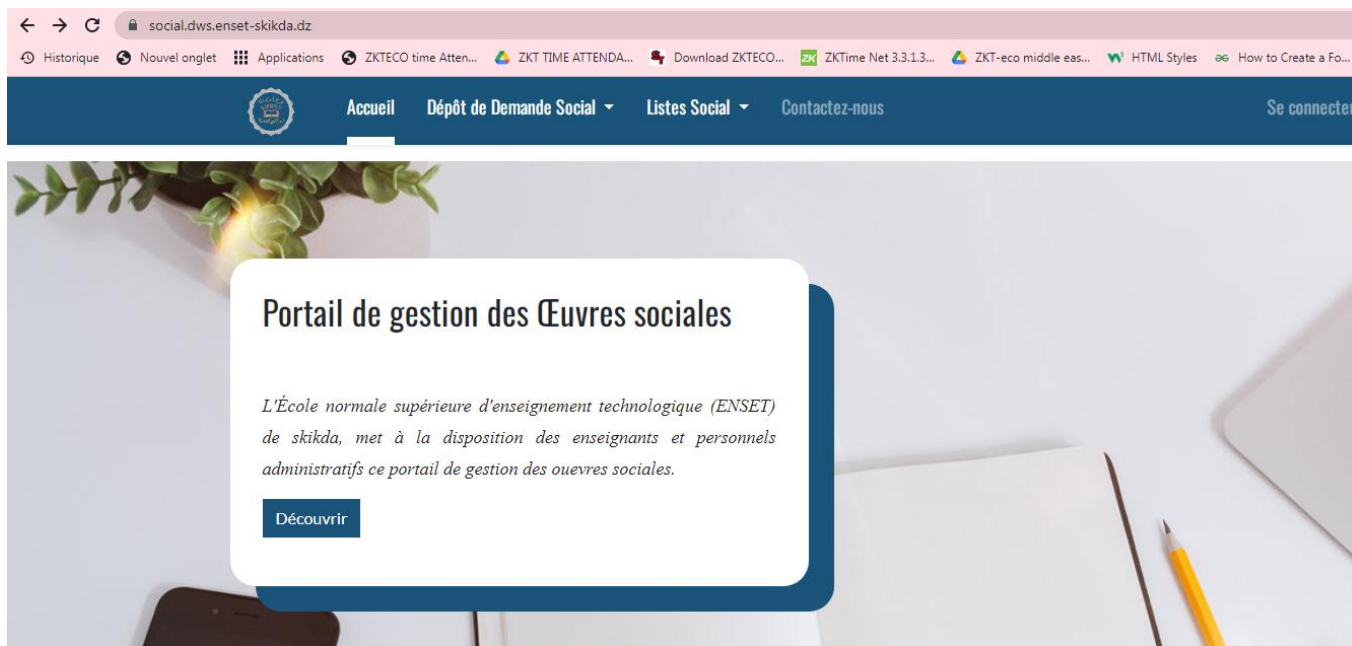 social.dws.enset-skikda.dz
Historique Nouvel onglet Applications ZKTECO time Atten... ZKT TIME ATTENDA... Download ZKTECO... ZK ZKTime Net 3.3.1.3... ZKT-eco middle eas... HTML Styles How to Create a Fo...
Accueil Dépôt de Demande Social Listes Social Contactez-nous Se connecter
Portail de gestion des Œuvres sociales
L'École normale supérieure d'enseignement technologique (ENSET)
de skikda, met à la disposition des enseignants et personnels
administratifs ce portail de gestion des ouevres sociales.
Découvrir